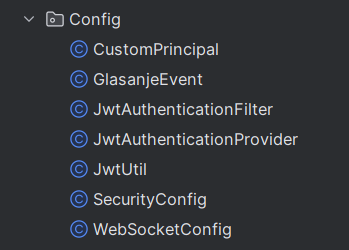 Config
CustomPrincipal
GlasanjeEvent
JwtAuthenticationFilter
JwtAuthenticationProvider
JwtUtil
SecurityConfig
WebSocketConfig